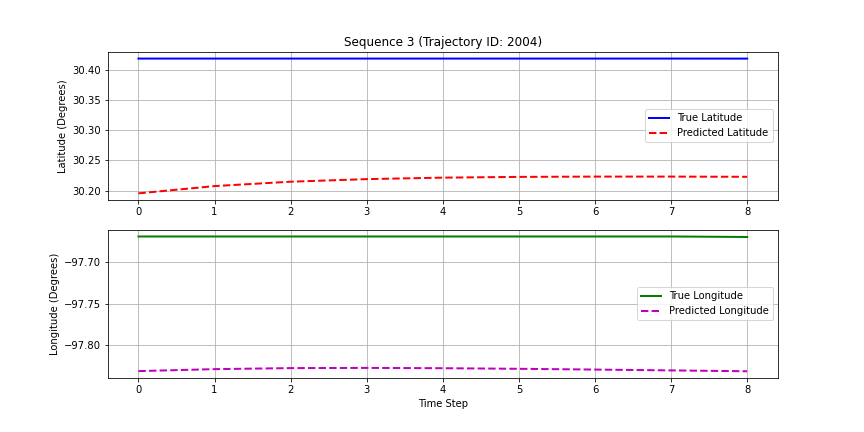 Sequence 3 (Trajectory ID: 2004)
Latitude (Degrees)
30.40
30.35
30.30
30.25
30.20
True Latitude
Predicted Latitude
0 1 2 3 4 5 6 7 8
Longitude (Degrees)
−97.70
−97.75
−97.80
True Longitude
Predicted Longitude
0 1 2 3 4 5 6 7 8
Time Step